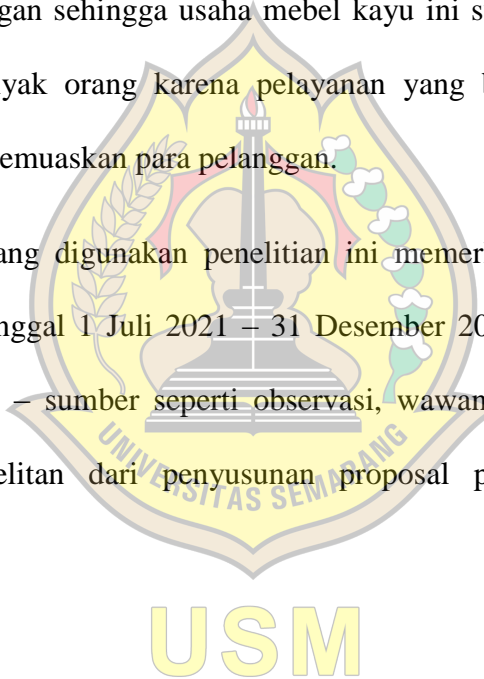 gan sehingga usaha mebel kayu ini s
yak orang karena pelayanan yang
emuaskan para pelanggan.
ang digunakan penelitian ini memer
nggal 1 Juli 2021 – 31 Desember 20
– sumber seperti observasi, wawan
elitan dari penyusunan proposal p
UNIVERSITAS SEMARANG
USM